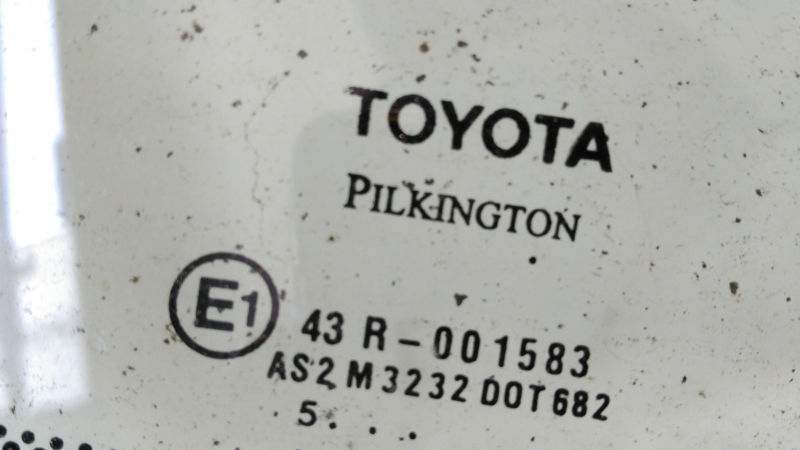 TOYOTA
PILKINGTON
E1
43 R-001583
AS2 M3232 DOT682
5. . .